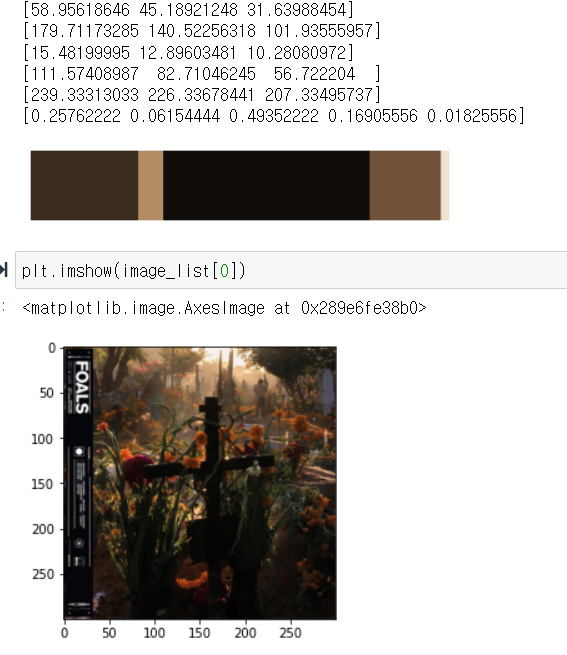 [58.95618646 45.18921248 31.63988454]
[179.71173285 140.52256318 101.93555957]
[15.48199995 12.89603481 10.28080972]
[111.57408987  82.71046245  56.722204  ]
[239.33313033 226.33678441 207.33495737]
[0.25762222 0.06154444 0.49352222 0.16905556 0.01825556]
plt.imshow(image_list[0])
: <matplotlib.image.AxesImage at 0x289e6fe38b0>
0
50
100
150
200
250
FOALS
0 50 100 150 200 250